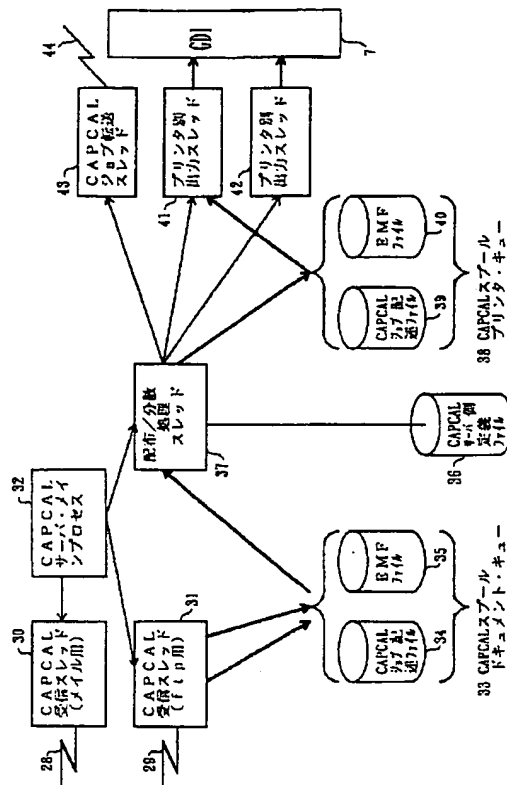 28
30
CAPCAL
受信スレッド
(メイル用)
32
CAPCAL
サーバ・メイ
ンプロセス
29
31
CAPCAL
受信スレッド
(ftp用)
37
配布/分散
処理
スレッド
43
CAPCAL
ジョブ転送
スレッド
44
41
プリンタ別
出力スレッド
42
プリンタ別
出力スレッド
GDI
7
34
CAPCAL
ジョブ記
述ファイル
35
EMF
ファイル
33 CAPCALスプール
ドキュメント・キュー
36
CAPCAL
サーバ側
定義
ファイル
39
CAPCAL
ジョブ記
述ファイル
40
EMF
ファイル
38 CAPCALスプール
プリンタ・キュー